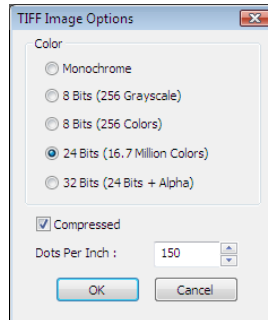 TIFF Image Options
Color
Monochrome
8 Bits (256 Grayscale)
8 Bits (256 Colors)
24 Bits (16.7 Million Colors)
32 Bits (24 Bits + Alpha)
Compressed
Dots Per Inch : 150
OK Cancel